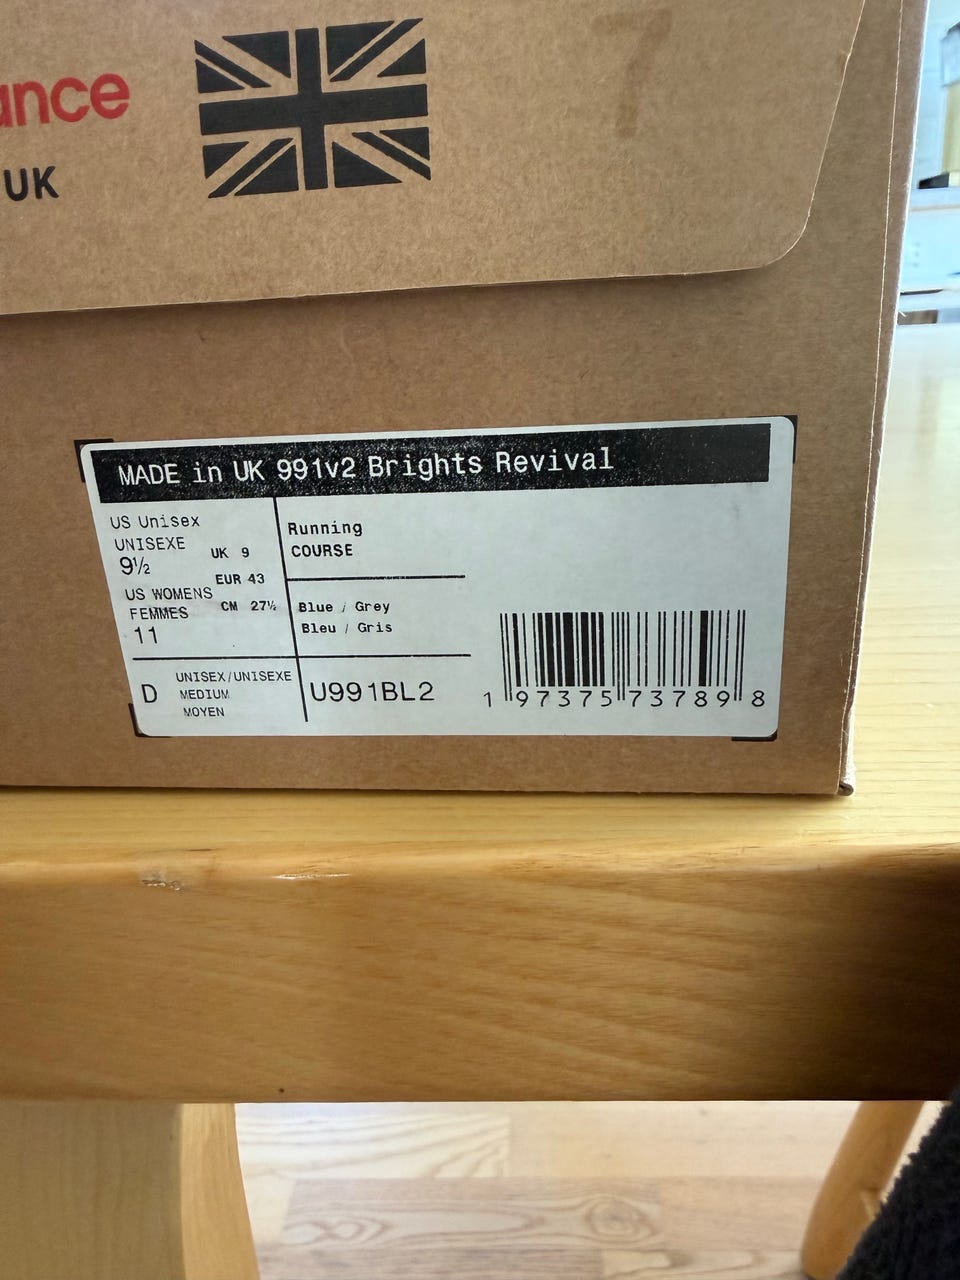 ance
UK
7
MADE in UK 991v2 Brights Revival
US Unisex
UNISEXE
9½
UK 9
EUR 43
CM 27½
US WOMENS
FEMMES
11
Running
COURSE
Blue / Grey
Bleu / Gris
D
UNISEX/UNISEXE
MEDIUM
MOYEN
U991BL2
1 97375 73789 8